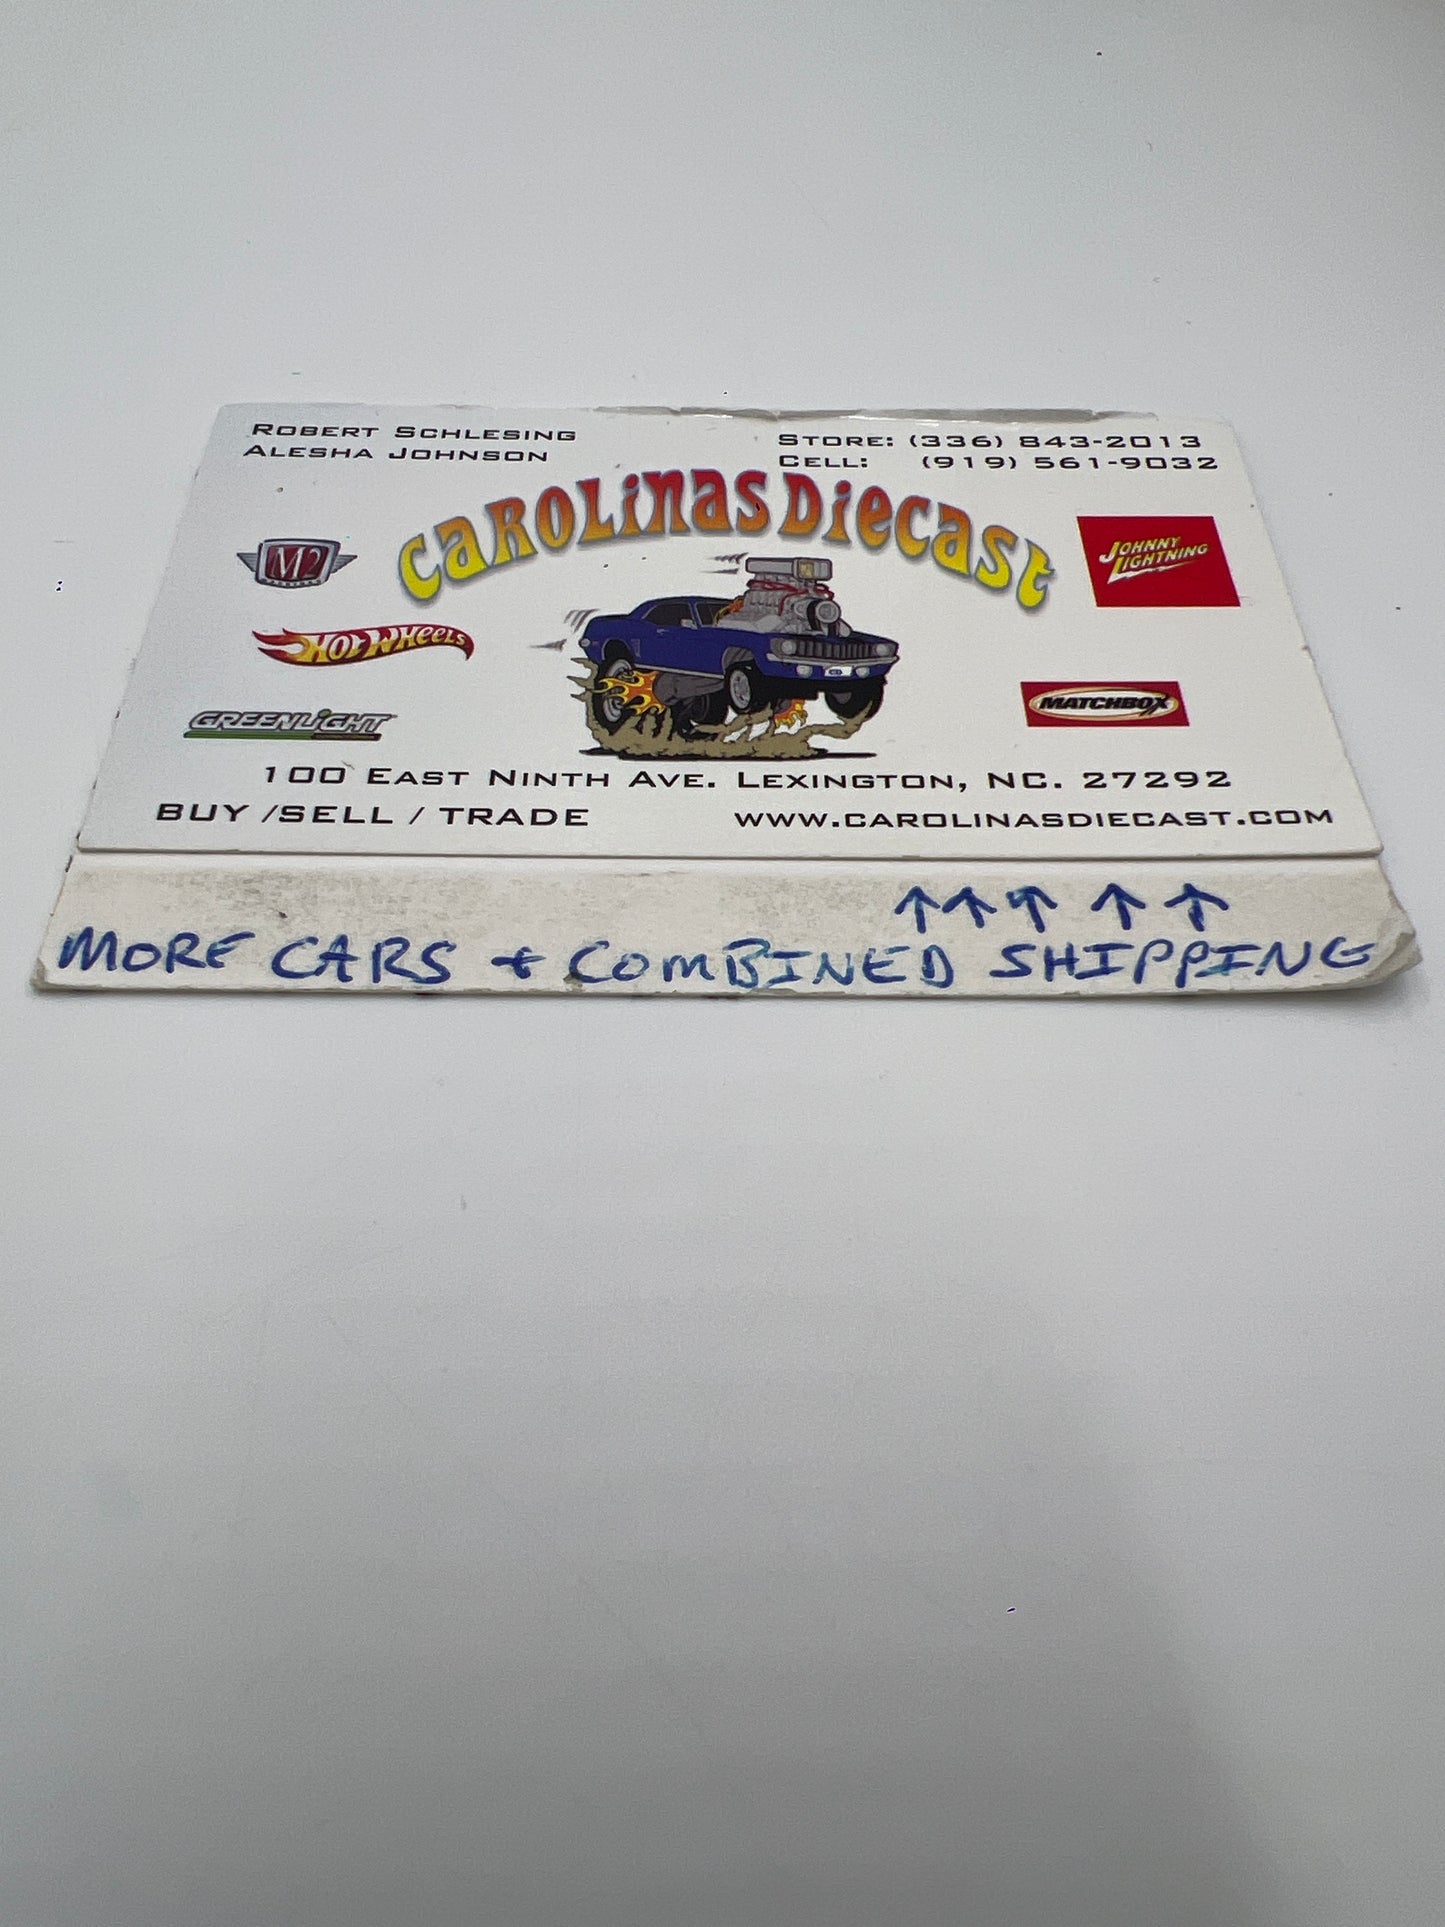 ROBERT SCHLESING
ALESHA JOHNSON
STORE: (336) 843-2013
CELL: (919) 561-9032
CAROLINAS DIECAST
M2
JOHNNY LIGHTNING
HOT WHEELS
MATCHBOX
GREENLIGHT
100 EAST NINTH AVE. LEXINGTON, NC. 27292
BUY /SELL / TRADE
WWW.CAROLINASDIECAST.COM
↑ ↑ ↑ ↑ ↑
MORE CARS + COMBINED SHIPPING